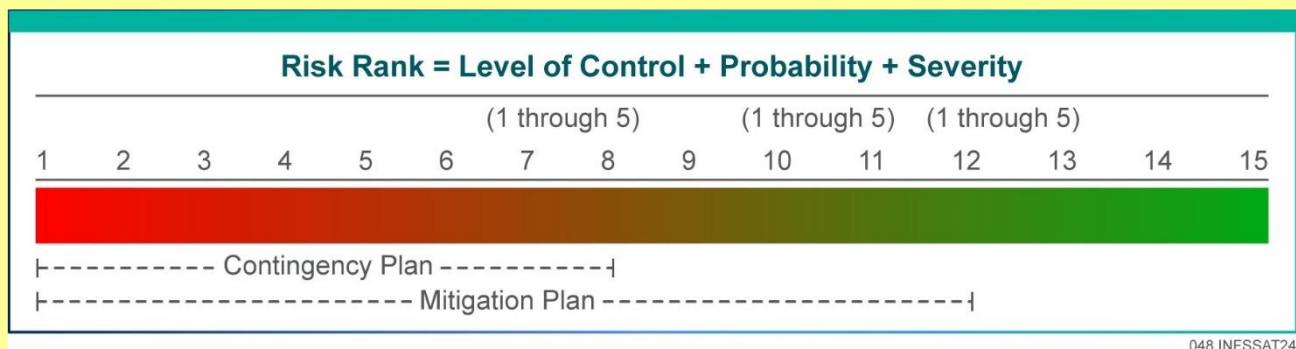 Risk Rank = Level of Control + Probability + Severity
(1 through 5) (1 through 5) (1 through 5)
1 2 3 4 5 6 7 8 9 10 11 12 13 14 15
Contingency Plan
Mitigation Plan
048 INESSAT24